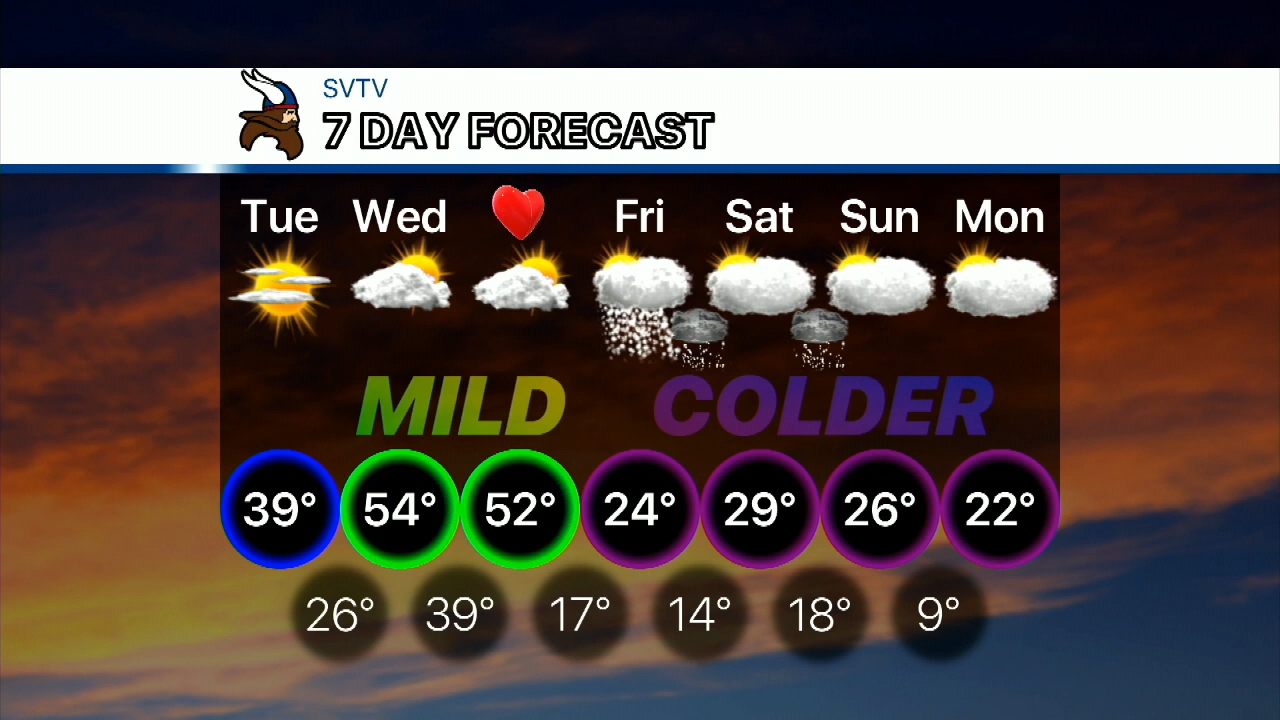 SVTV
7 DAY FORECAST
Tue Wed Fri Sat Sun Mon
MILD COLDER
39° 54° 52° 24° 29° 26° 22°
26° 39° 17° 14° 18° 9°